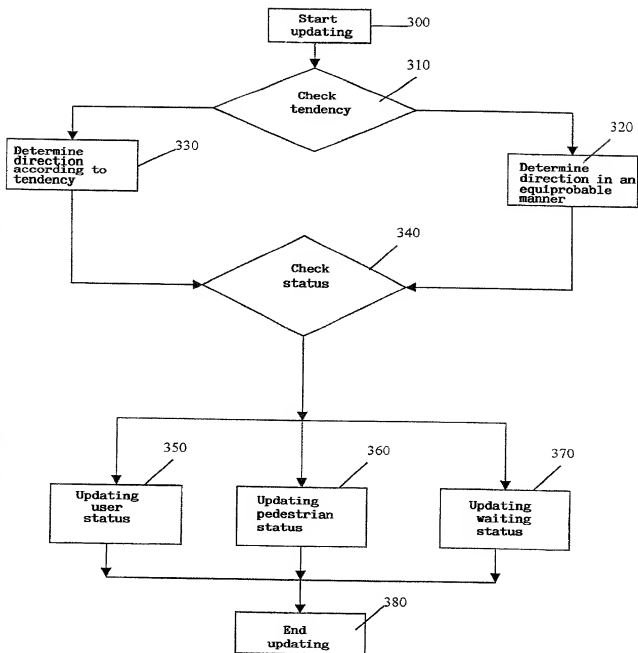 Start
updating
300
310
Check
tendency
330
Determine
direction
according to
tendency
320
Determine
direction in an
equiprobable
manner
340
Check
status
350
Updating
user
status
360
Updating
pedestrian
status
370
Updating
waiting
status
380
End
updating